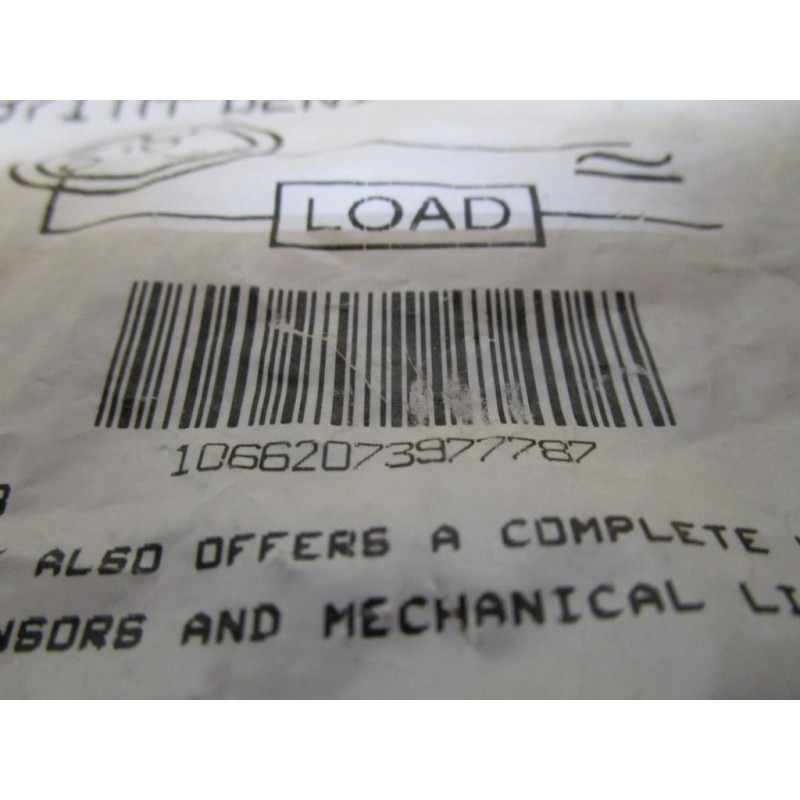 LOAD
10662073977787
ALSO OFFERS A COMPLETE
AND MECHANICAL